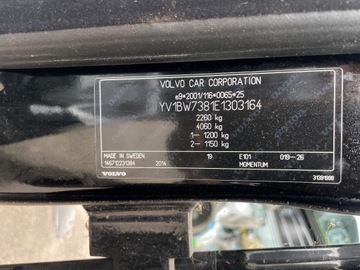 VOLVO CAR CORPORATION
e9*2001/116*0065*25
YV1BW7381E1303164
2260 kg
4060 kg
1- 1200 kg
2- 1150 kg
MADE IN SWEDEN 19 E101 019-26
2014 MOMENTUM
VOLVO